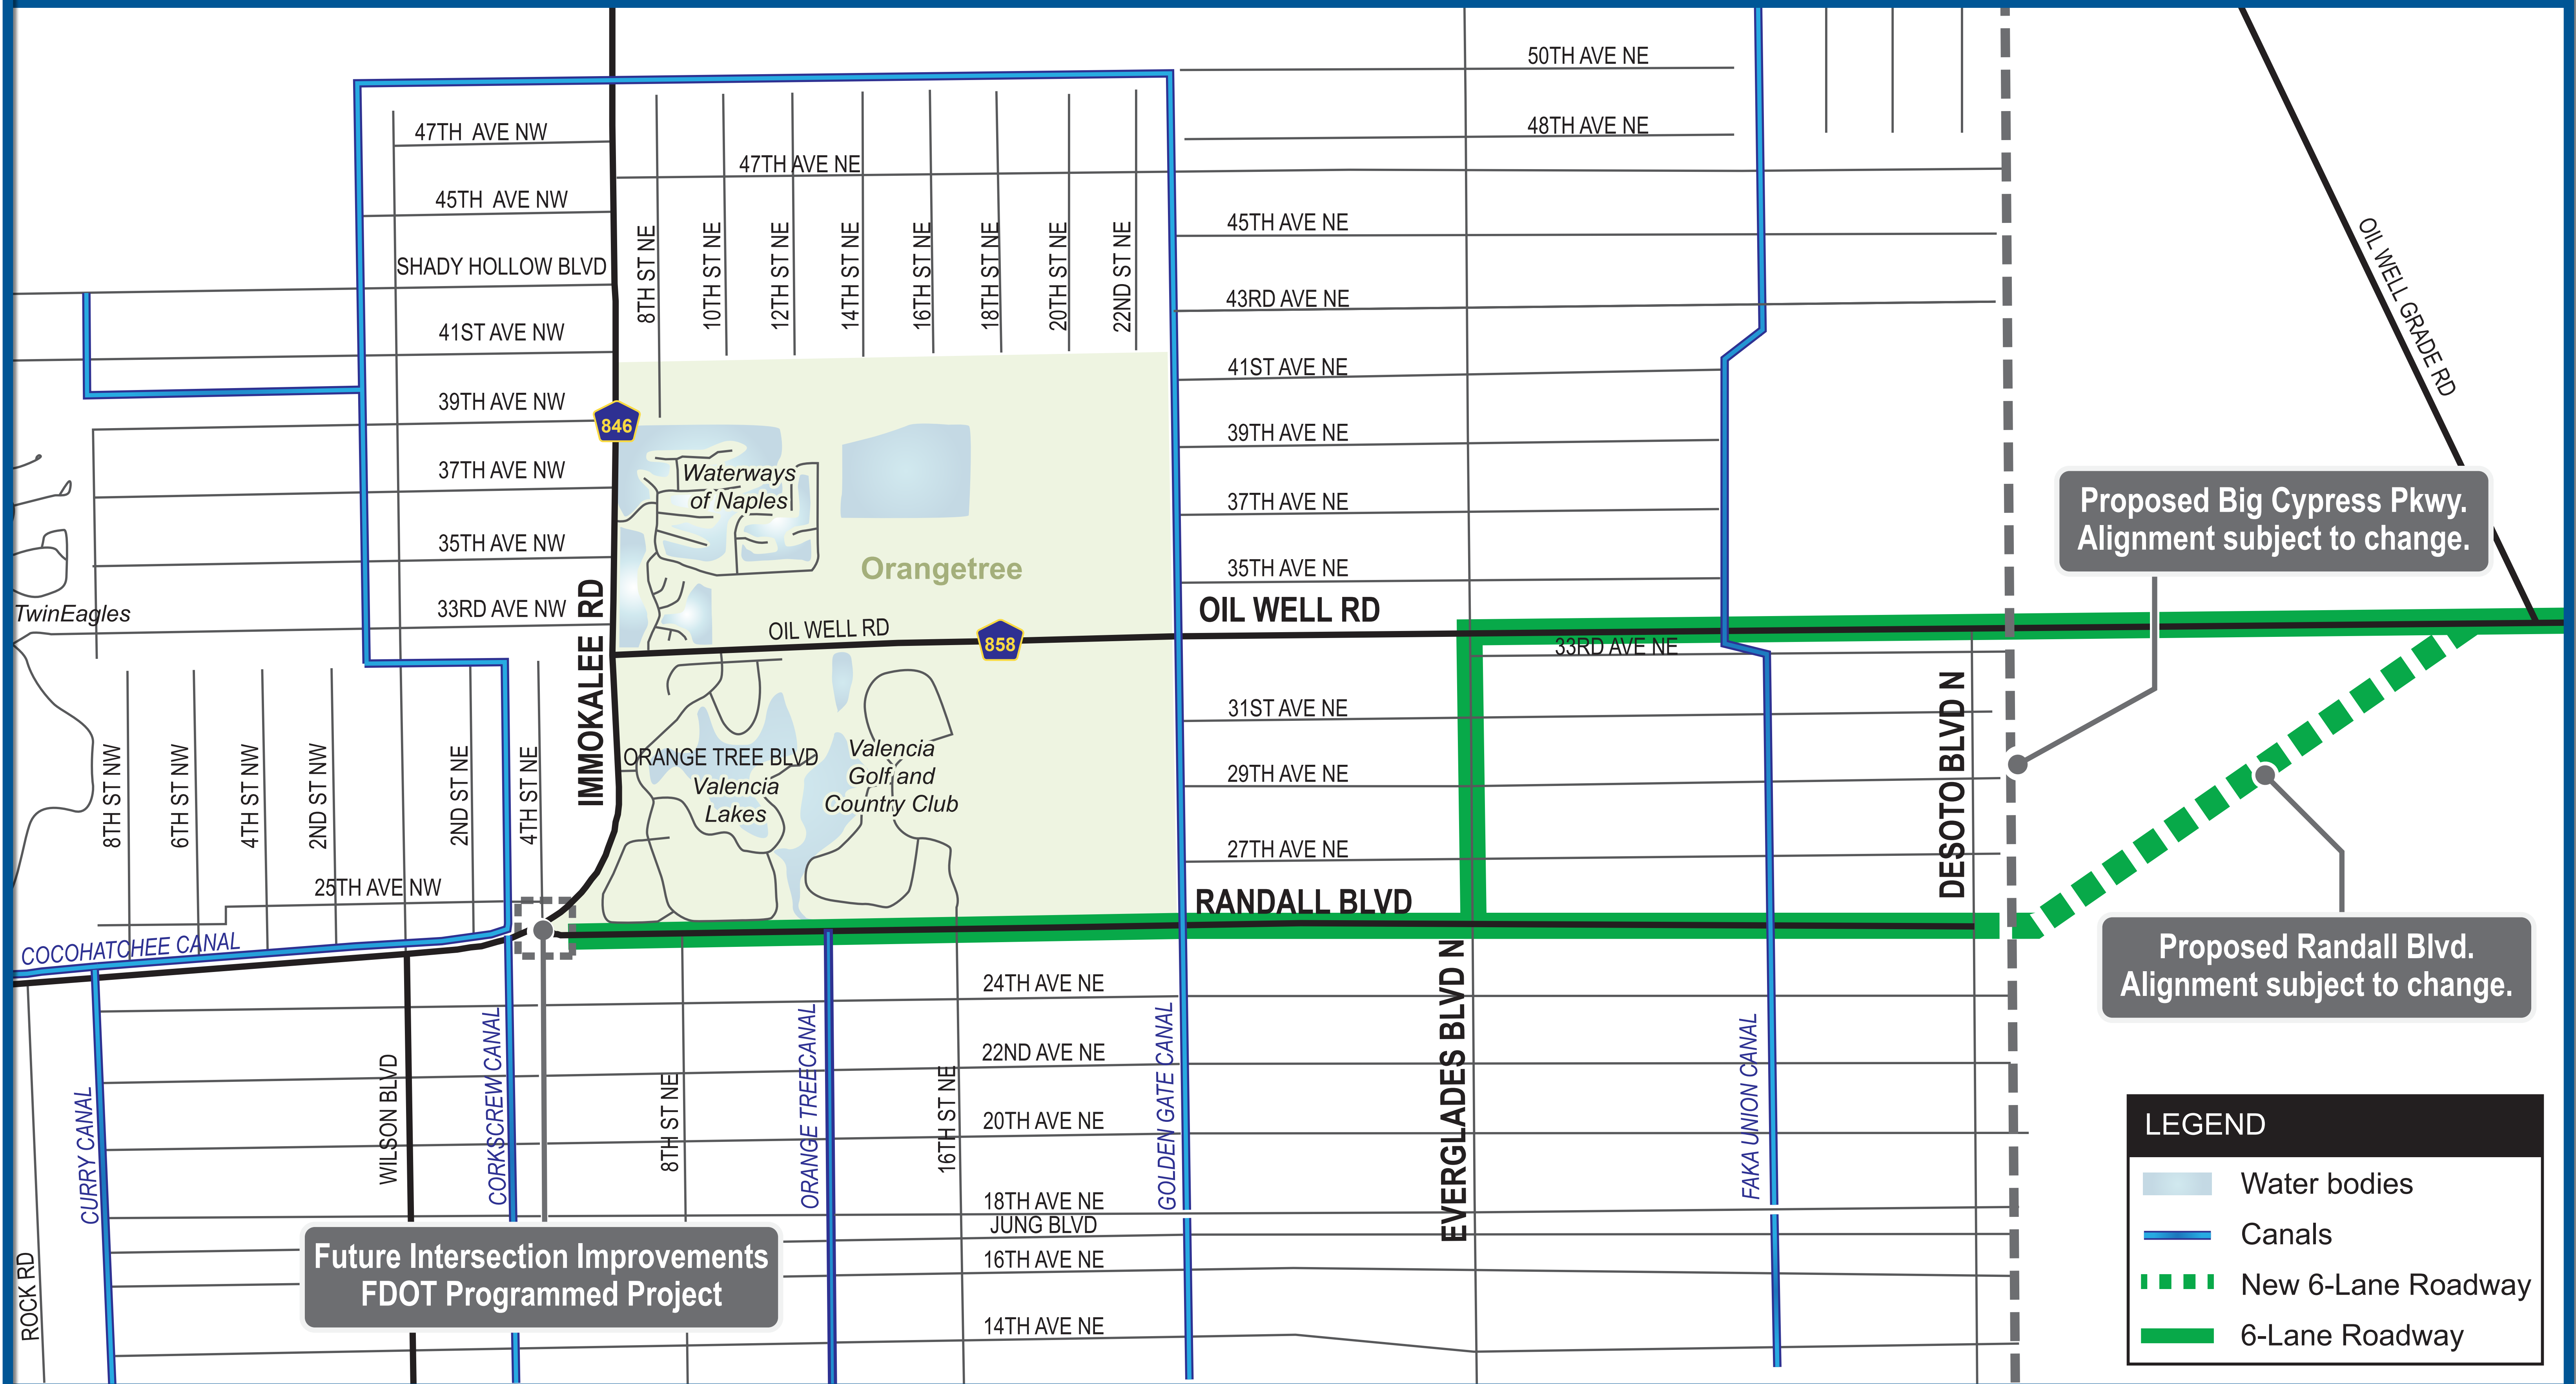 50TH AVE NE
48TH AVE NE
47TH  AVE NW
47TH AVE NE
45TH  AVE NW
45TH AVE NE
8TH ST NE
10TH ST NE
12TH ST NE
14TH ST NE
16TH ST NE
18TH ST NE
20TH ST NE
22ND ST NE
SHADY HOLLOW BLVD
43RD AVE NE
OIL WELL GRADE RD
41ST AVE NW
41ST AVE NE
39TH AVE NW
846
39TH AVE NE
37TH AVE NW
Waterways
of Naples
37TH AVE NE
Proposed Big Cypress Pkwy.
Alignment subject to change.
35TH AVE NW
Orangetree
35TH AVE NE
TwinEagles
33RD AVE NW
IMMOKALEE RD
OIL WELL RD
858
OIL WELL RD
33RD AVE NE
31ST AVE NE
DESOTO BLVD N
8TH ST NW
6TH ST NW
4TH ST NW
2ND ST NW
2ND ST NE
4TH ST NE
ORANGE TREE BLVD
Valencia
Lakes
Valencia
Golf and
Country Club
29TH AVE NE
27TH AVE NE
25TH AVE NW
RANDALL BLVD
COCOHATCHEE CANAL
Proposed Randall Blvd.
Alignment subject to change.
24TH AVE NE
22ND AVE NE
CURRY CANAL
WILSON BLVD
CORKSCREW CANAL
8TH ST NE
ORANGE TREECANAL
16TH ST NE
20TH AVE NE
GOLDEN GATE CANAL
EVERGLADES BLVD N
FAKA UNION CANAL
18TH AVE NE
JUNG BLVD
16TH AVE NE
14TH AVE NE
ROCK RD
Future Intersection Improvements
FDOT Programmed Project
LEGEND
Water bodies
Canals
New 6-Lane Roadway
6-Lane Roadway